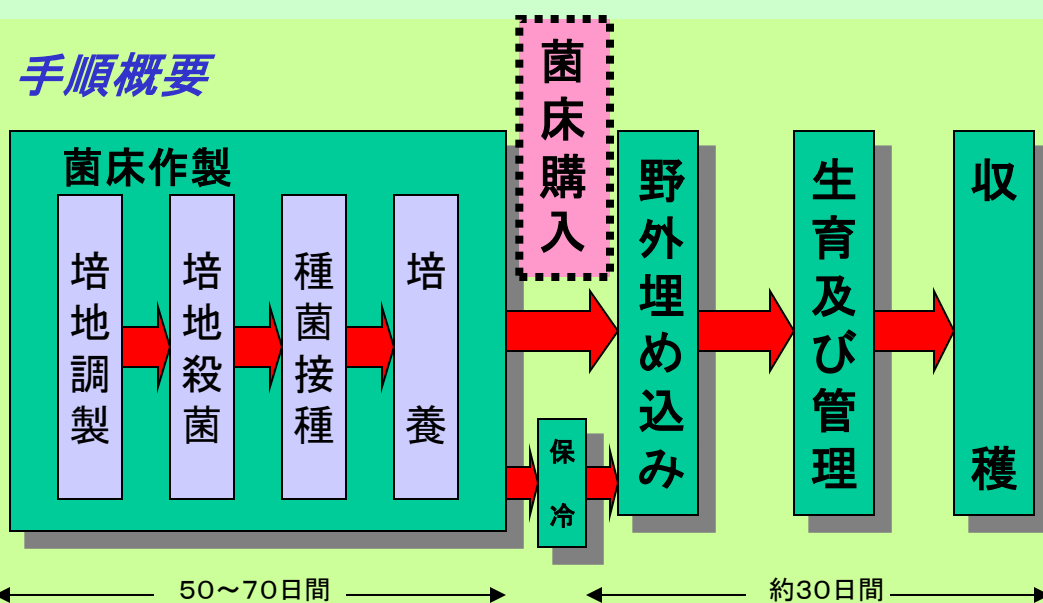 手順概要
菌床作製
培地調製
培地殺菌
種菌接種
培養
菌床購入
保冷
野外埋め込み
生育及び管理
収穫
50～70日間
約30日間